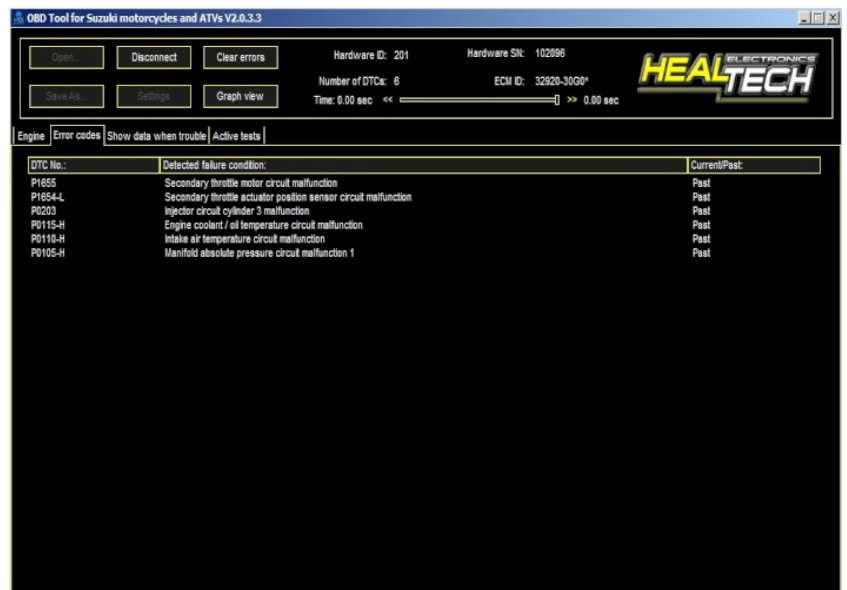 OBD Tool for Suzuki motorcycles and ATVs V2.0.3.3
Open... Disconnect Clear errors Hardware ID: 201 Hardware SN: 102096
Number of DTCs: 6 ECM ID: 32920-30G0*
Save As... Settings Graph view Time: 0.00 sec << >> 0.00 sec
HEALTECH ELECTRONICS
Engine Error codes Show data when trouble Active tests
DTC No.: Detected failure condition: Current/Past:
P1655 Secondary throttle motor circuit malfunction Past
P1654-L Secondary throttle actuator position sensor circuit malfunction Past
P0203 Injector circuit cylinder 3 malfunction Past
P0115-H Engine coolant / oil temperature circuit malfunction Past
P0110-H Intake air temperature circuit malfunction Past
P0105-H Manifold absolute pressure circuit malfunction 1 Past